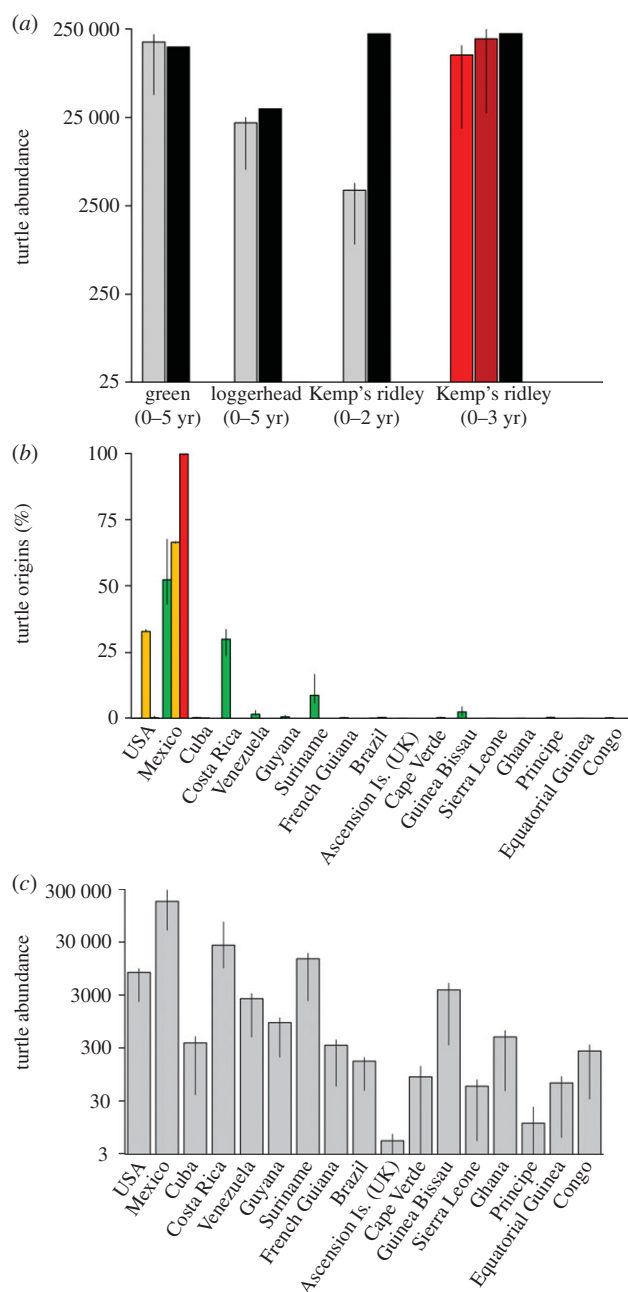 (a)
250 000
25 000
2500
250
25
turtle abundance
green loggerhead Kemp's ridley Kemp's ridley
(0–5 yr) (0–5 yr) (0–2 yr) (0–3 yr)
(b)
100
75
50
25
0
turtle origins (%)
USA
Mexico
Cuba
Costa Rica
Venezuela
Guyana
Suriname
French Guiana
Brazil
Ascension Is. (UK)
Cape Verde
Guinea Bissau
Sierra Leone
Ghana
Principe
Equatorial Guinea
Congo
(c)
300 000
30 000
3000
300
30
3
turtle abundance
USA
Mexico
Cuba
Costa Rica
Venezuela
Guyana
Suriname
French Guiana
Brazil
Ascension Is. (UK)
Cape Verde
Guinea Bissau
Sierra Leone
Ghana
Principe
Equatorial Guinea
Congo